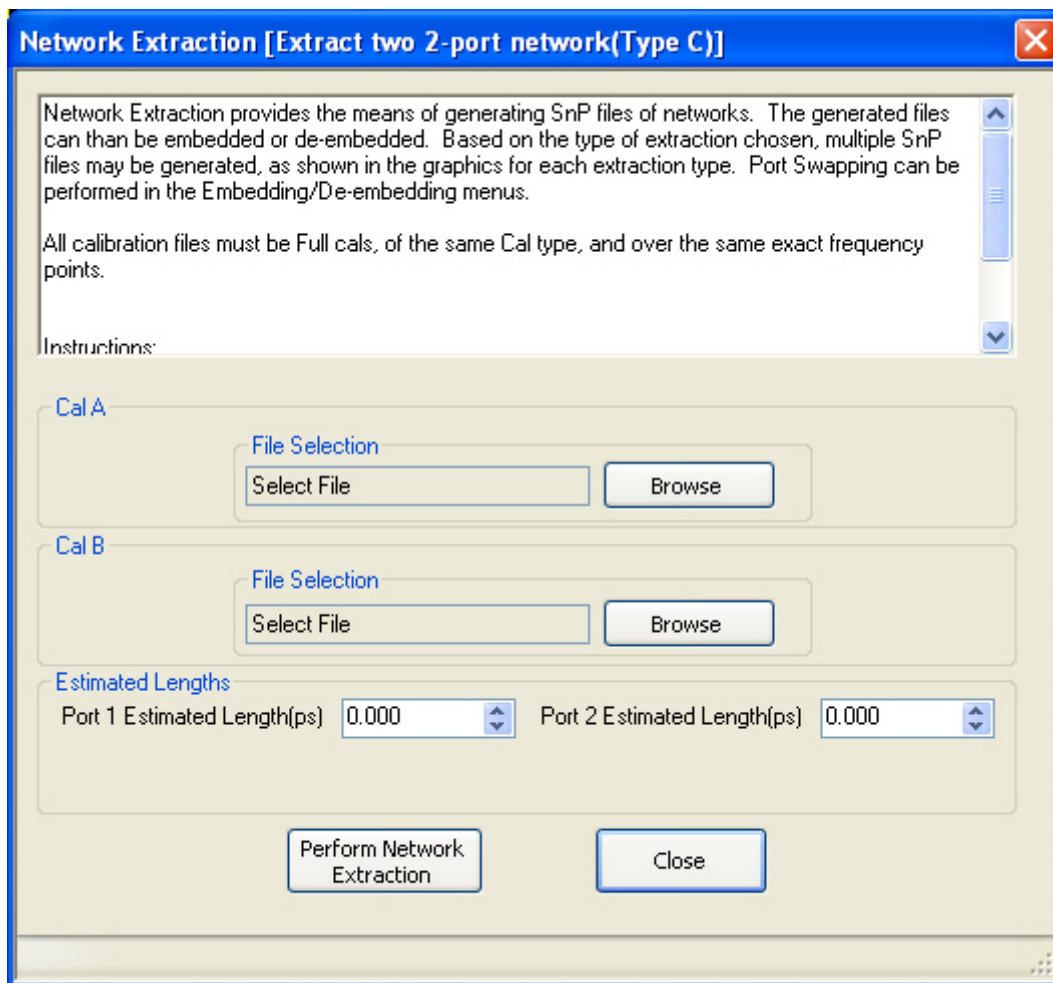 Network Extraction [Extract two 2-port network(Type C)]
Network Extraction provides the means of generating SnP files of networks.  The generated files
can than be embedded or de-embedded.  Based on the type of extraction chosen, multiple SnP
files may be generated, as shown in the graphics for each extraction type.  Port Swapping can be
performed in the Embedding/De-embedding menus.
All calibration files must be Full cals, of the same Cal type, and over the same exact frequency
points.
Instructions:
Cal A
File Selection
Select File Browse
Cal B
File Selection
Select File Browse
Estimated Lengths
Port 1 Estimated Length(ps) 0.000 Port 2 Estimated Length(ps) 0.000
Perform Network
Extraction
Close